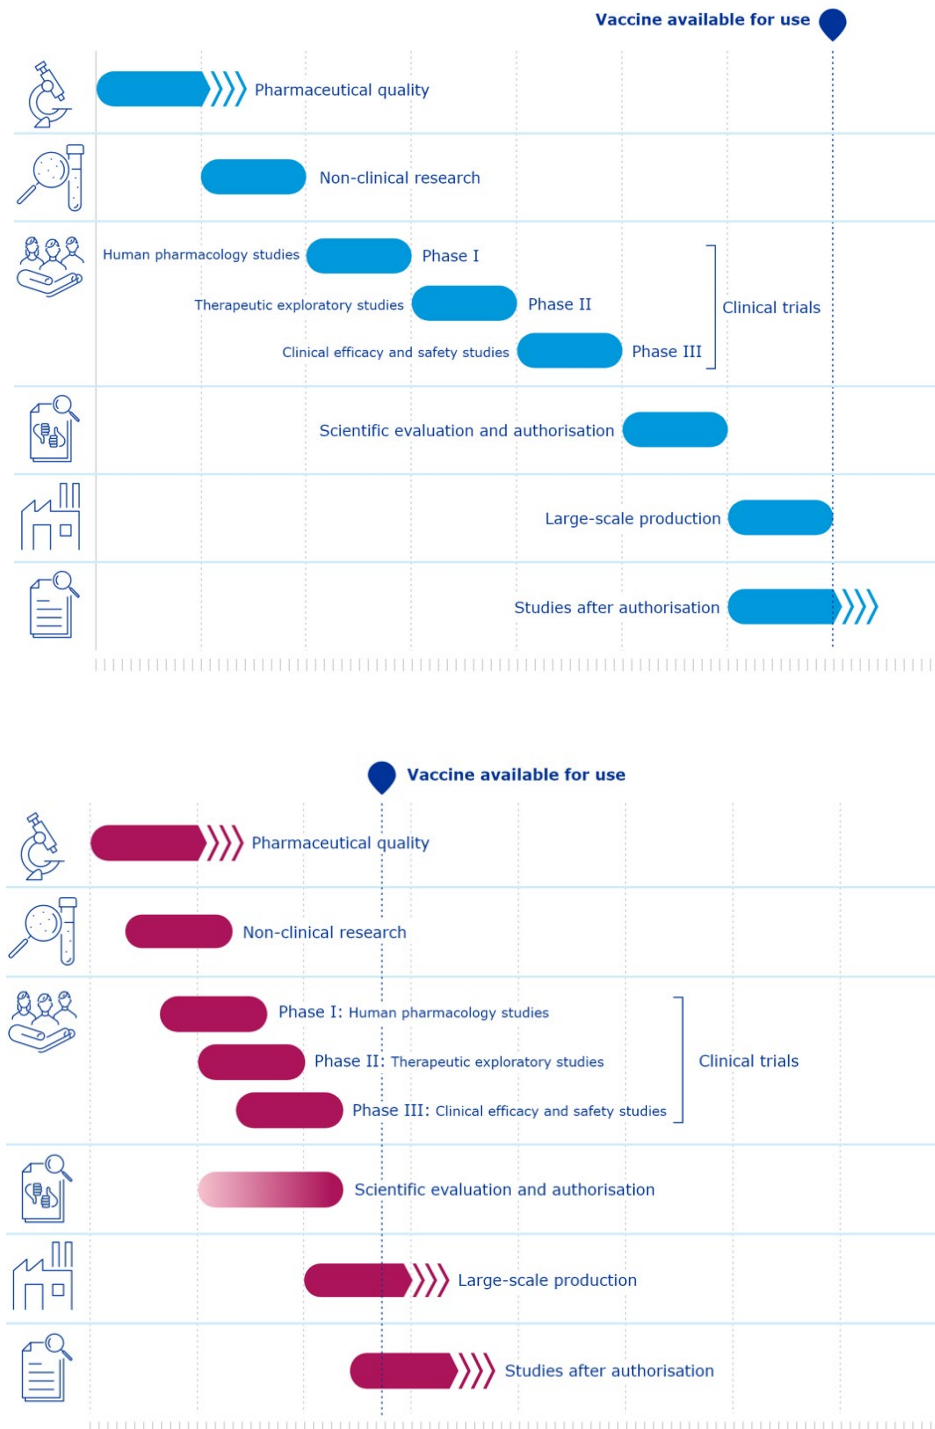 Vaccine available for use
Pharmaceutical quality
Non-clinical research
Human pharmacology studies Phase I
Therapeutic exploratory studies Phase II
Clinical trials
Clinical efficacy and safety studies Phase III
Scientific evaluation and authorisation
Large-scale production
Studies after authorisation
Vaccine available for use
Pharmaceutical quality
Non-clinical research
Phase I: Human pharmacology studies
Phase II: Therapeutic exploratory studies
Clinical trials
Phase III: Clinical efficacy and safety studies
Scientific evaluation and authorisation
Large-scale production
Studies after authorisation